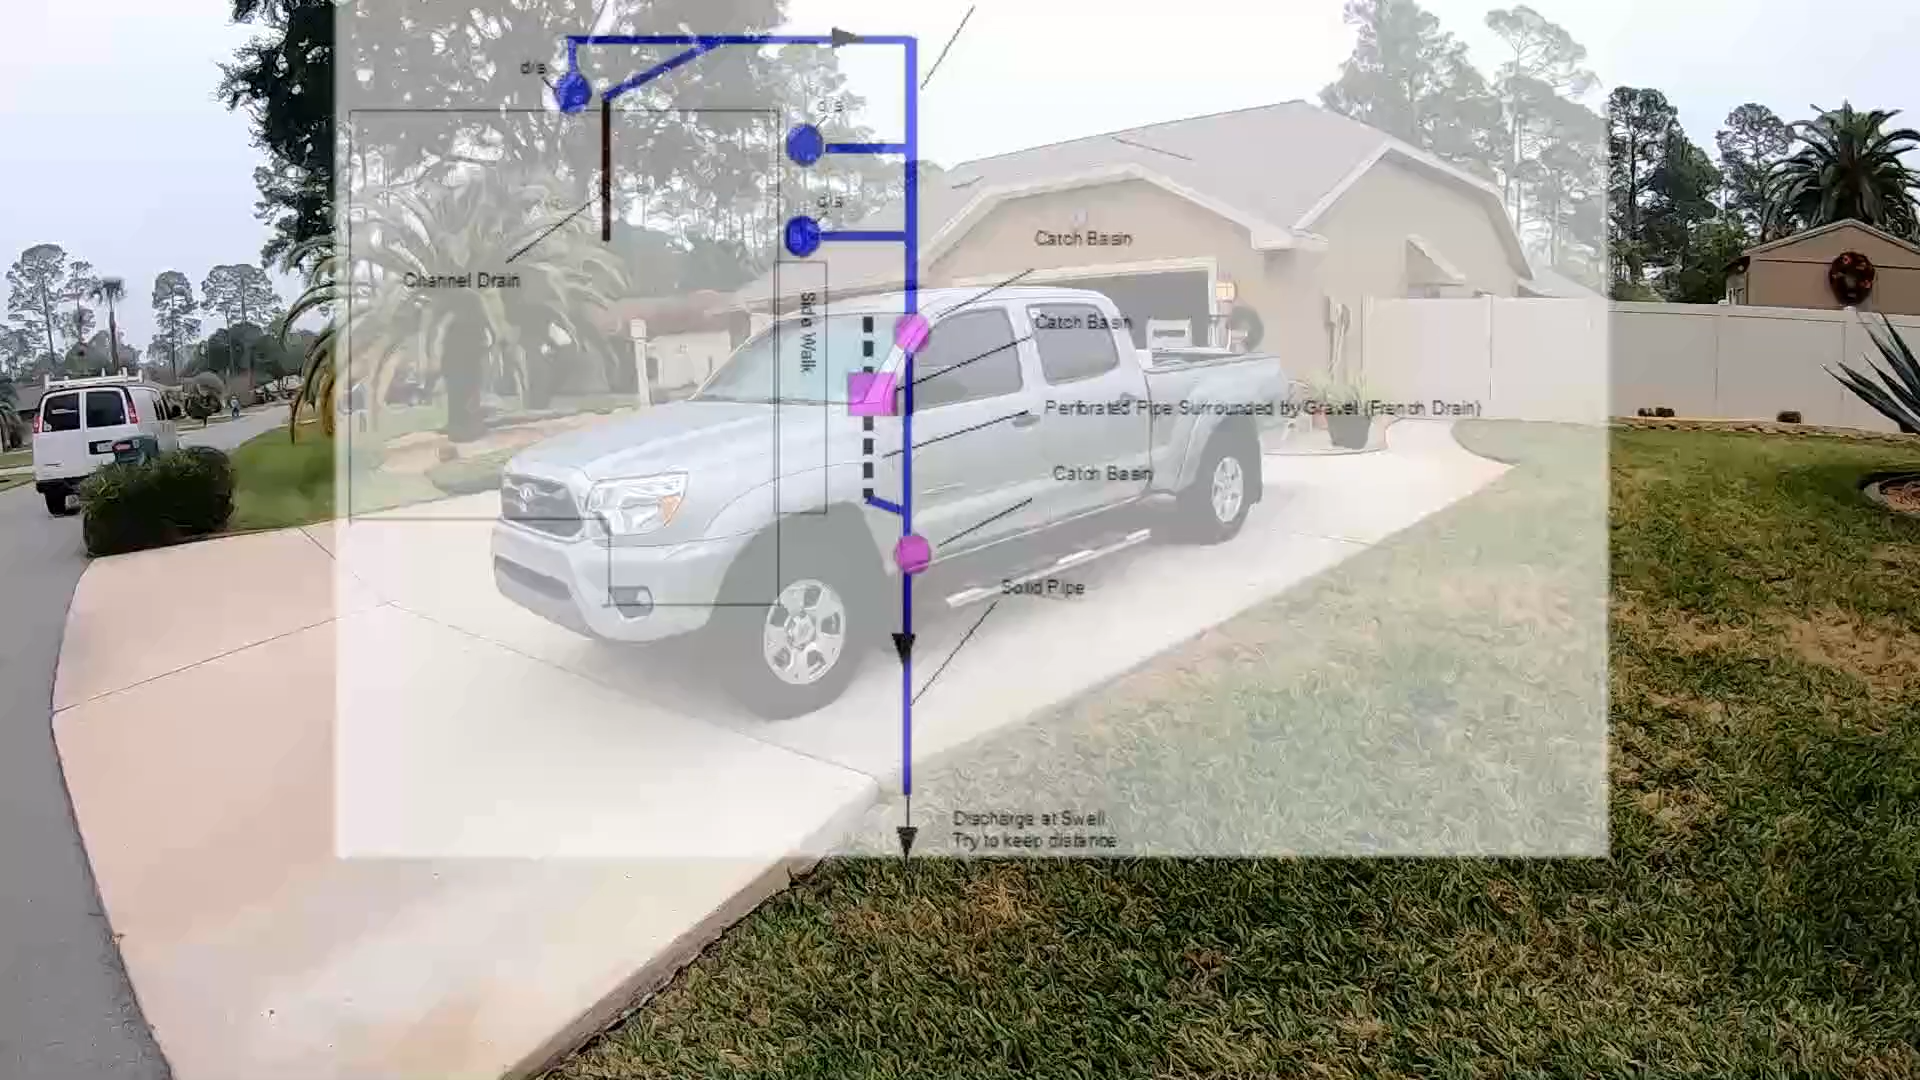 d/s
d/s
d/s
Catch Basin
Channel Drain
Side Walk
Catch Basin
Perforated Pipe Surrounded by Gravel (French Drain)
Catch Basin
Solid Pipe
Discharge at Swell
Try to keep distance